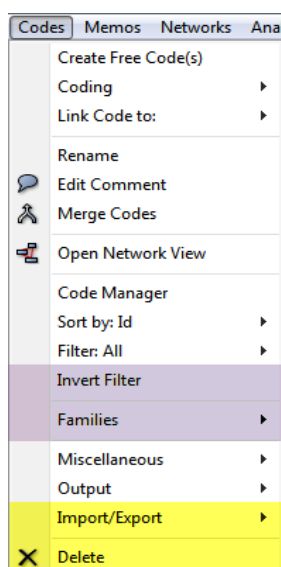 Codes Memos Networks Ana
Create Free Code(s)
Coding
Link Code to:
Rename
Edit Comment
Merge Codes
Open Network View
Code Manager
Sort by: Id
Filter: All
Invert Filter
Families
Miscellaneous
Output
Import/Export
Delete